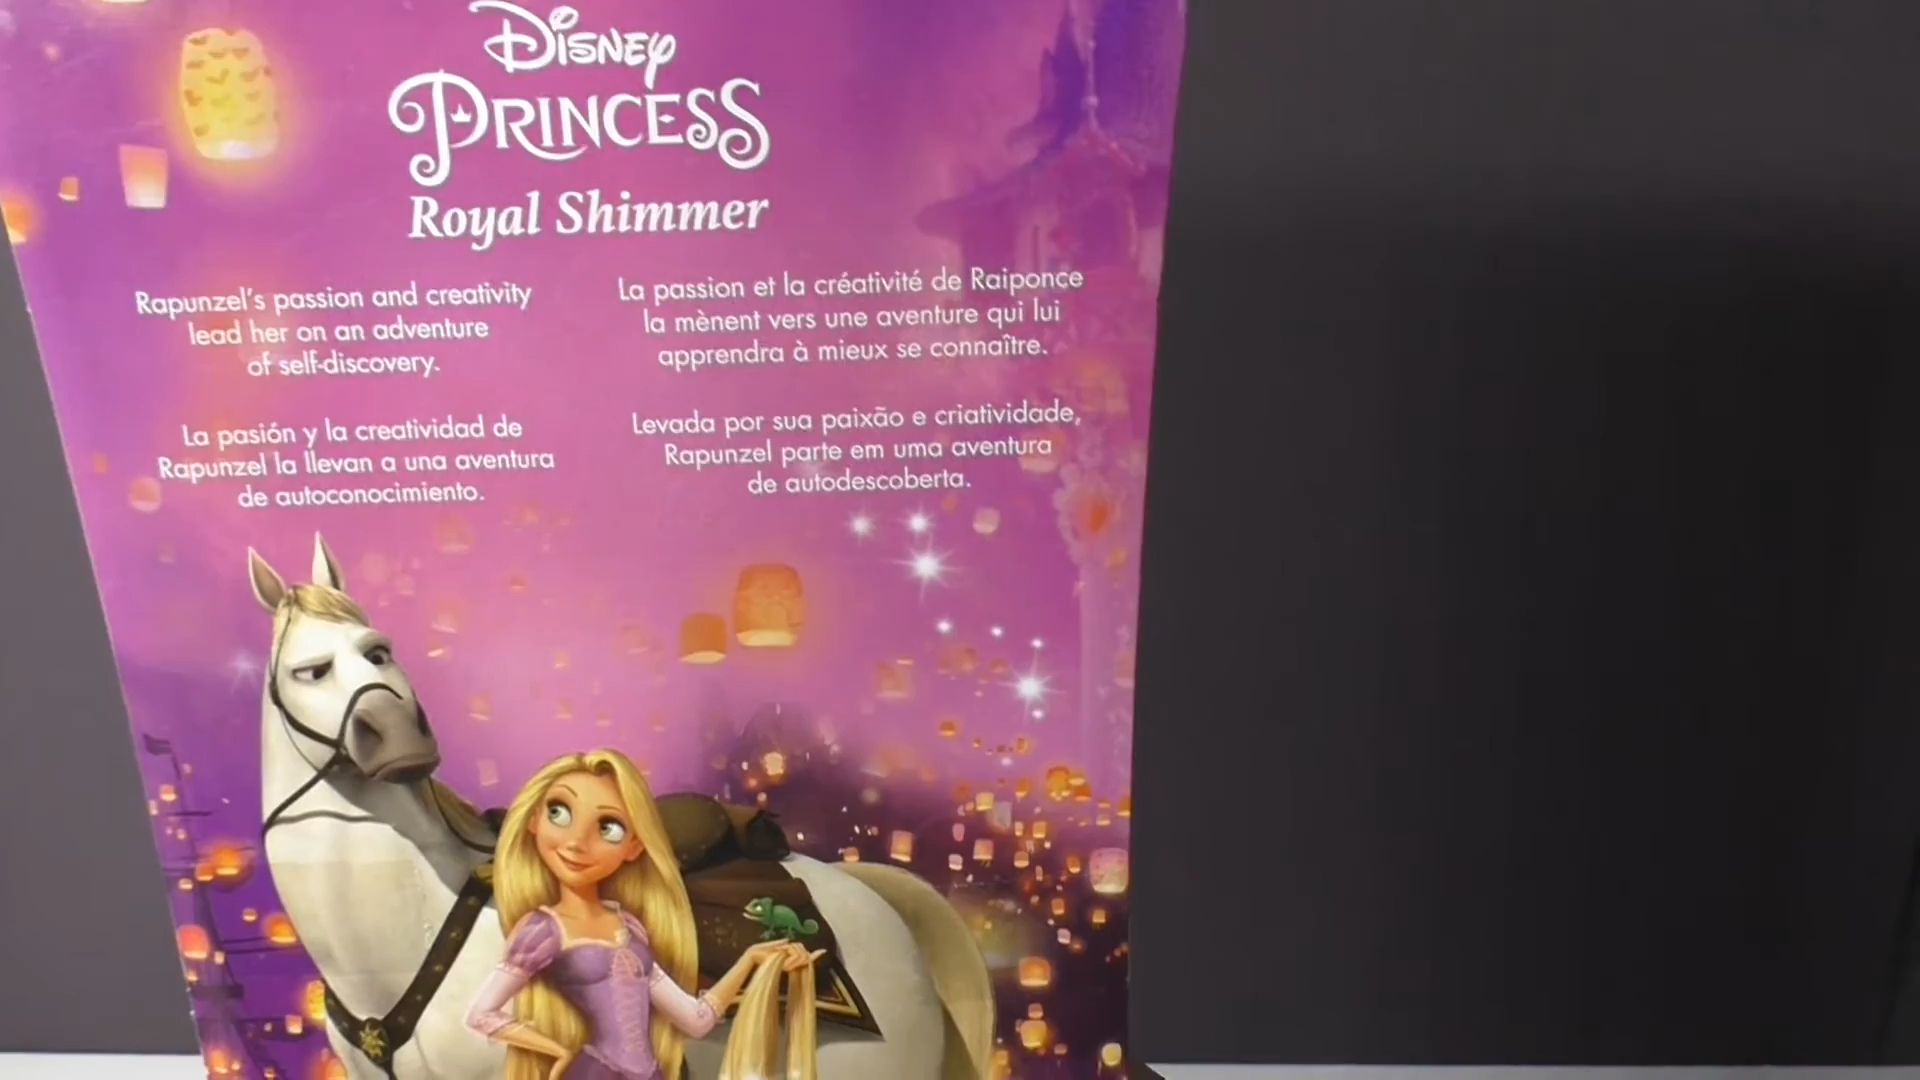 Disney
PRINCESS
Royal Shimmer
Rapunzel's passion and creativity
lead her on an adventure
of self-discovery.
La passion et la créativité de Raiponce
la mènent vers une aventure qui lui
apprendra à mieux se connaître.
La pasión y la creatividad de
Rapunzel la llevan a una aventura
de autoconocimiento.
Levada por sua paixão e criatividade,
Rapunzel parte em uma aventura
de autodescoberta.